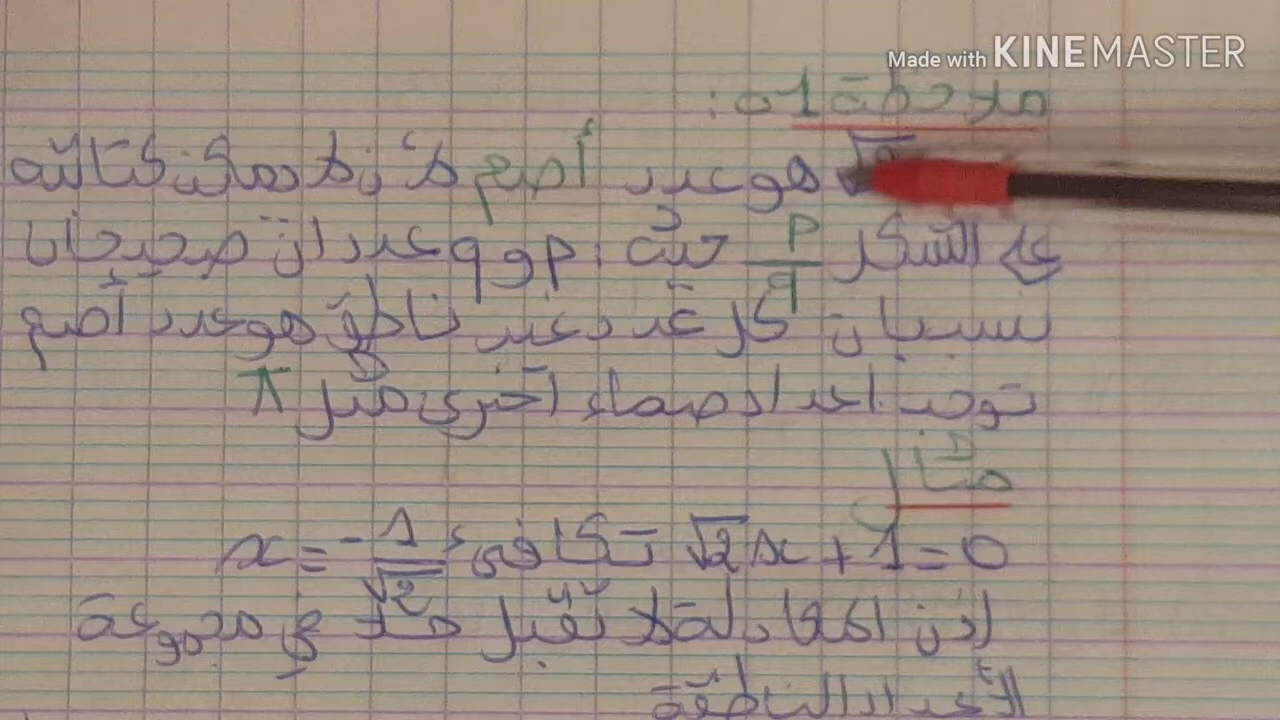 Made with KINEMASTER
ملاحظة 1 :
√2 هو عدد أصم لأنه لا يمكن كتابته
على الشكل p/q حيث: p و q عددان صحيحان
نسبيان كل عدد غير ناطق هو عدد أصم
توجد أعداد صماء أخرى مثل π
مثال
√2x + 1 = 0 تكافئ x = -1/√2
إذن المعادلة لا تقبل حلا في مجموعة
الأعداد الناطقة